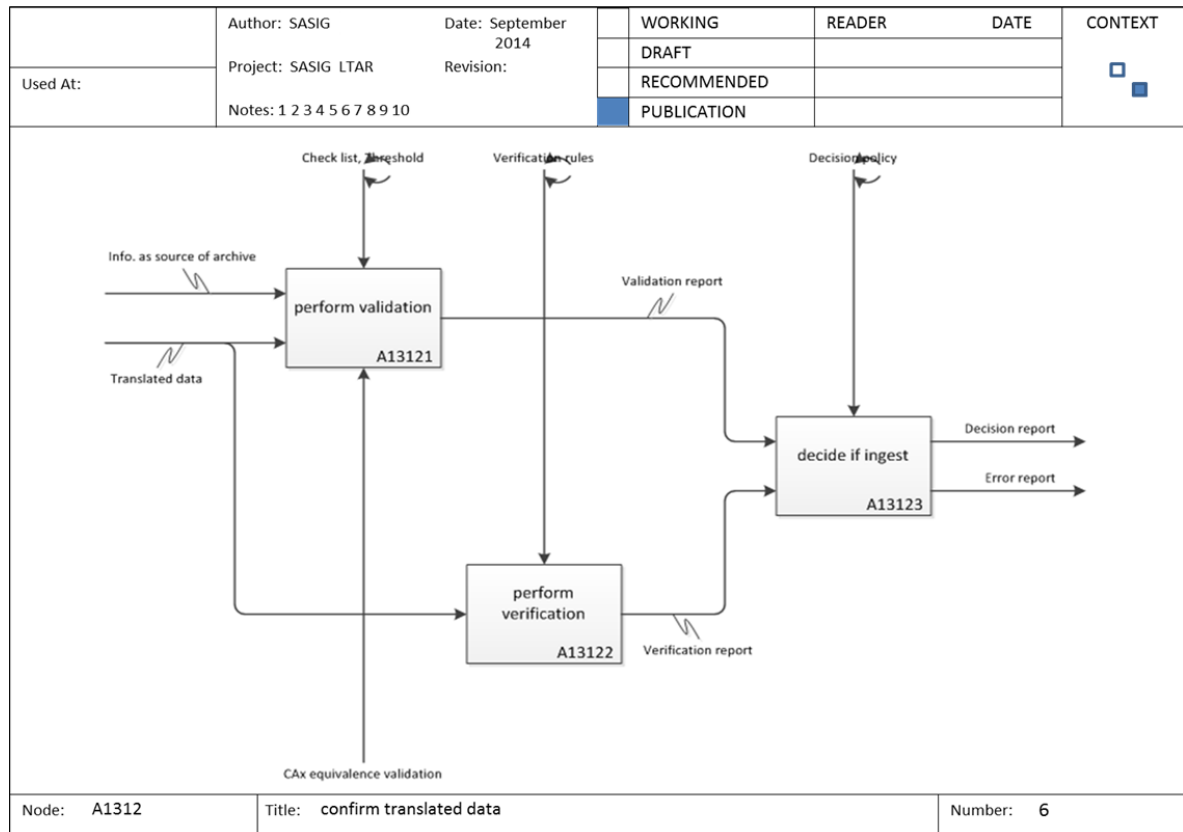 Used At:
Author: SASIG
Date: September
2014
Project: SASIG LTAR
Revision:
Notes: 1 2 3 4 5 6 7 8 9 10
WORKING
DRAFT
RECOMMENDED
PUBLICATION
READER
DATE
CONTEXT
Check list, Threshold
Verification rules
Decision policy
Info. as source of archive
Translated data
perform validation
A13121
Validation report
decide if ingest
A13123
Decision report
Error report
perform
verification
A13122
Verification report
CAx equivalence validation
Node: A1312
Title: confirm translated data
Number: 6